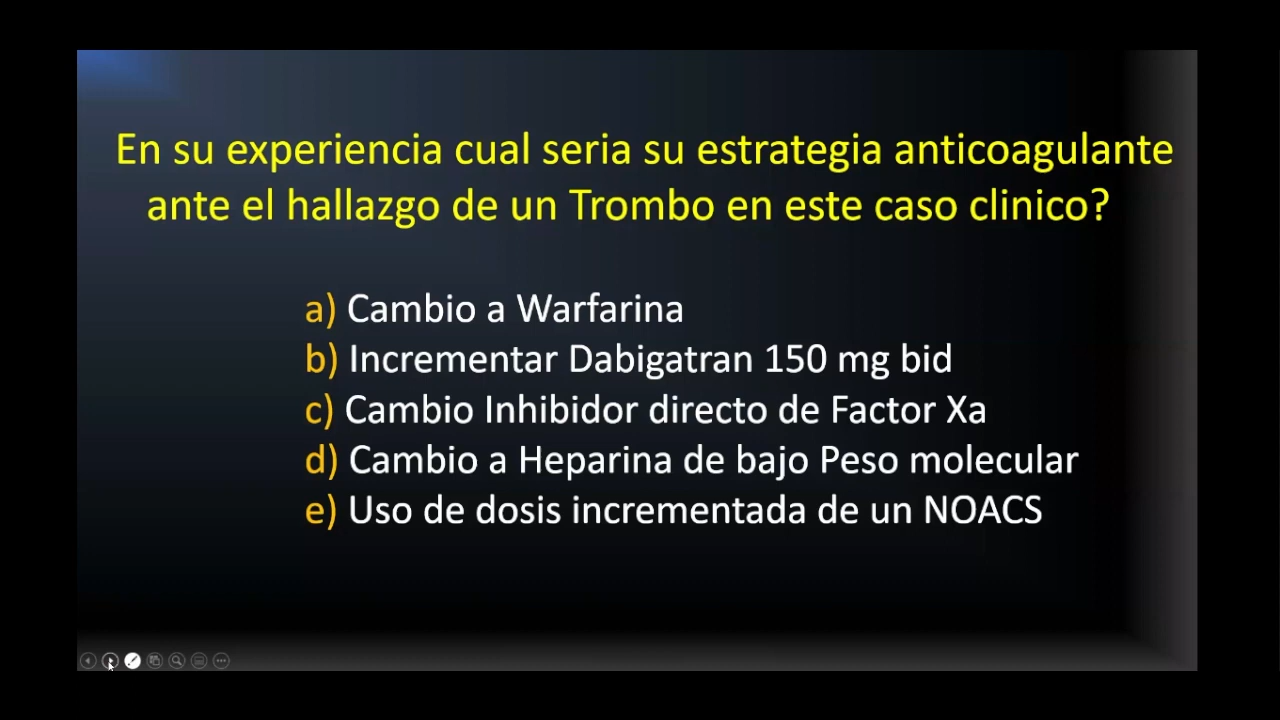 En su experiencia cual seria su estrategia anticoagulante
ante el hallazgo de un Trombo en este caso clinico?
a) Cambio a Warfarina
b) Incrementar Dabigatran 150 mg bid
c) Cambio Inhibidor directo de Factor Xa
d) Cambio a Heparina de bajo Peso molecular
e) Uso de dosis incrementada de un NOACS